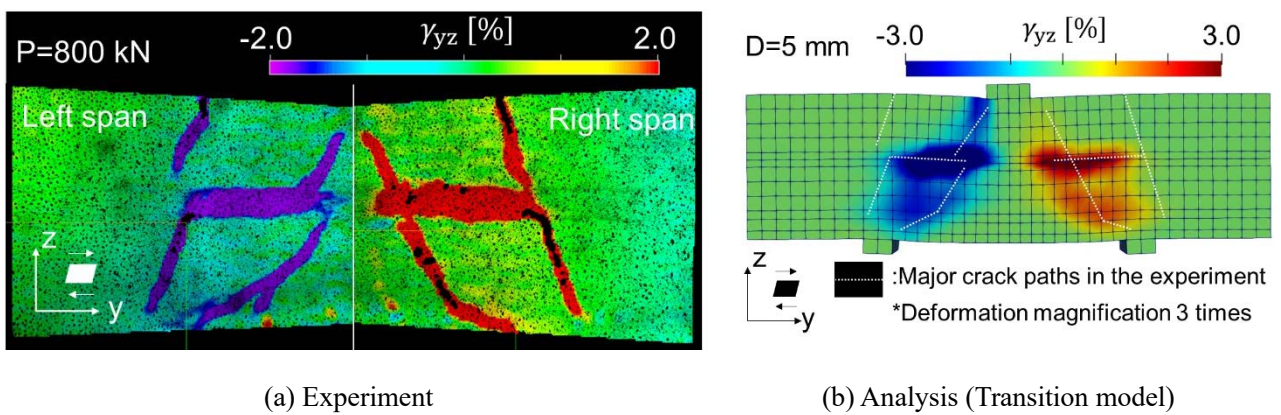 P=800 kN
-2.0
γyz [%]
2.0
Left span
Right span
z
y
(a) Experiment
D=5 mm
-3.0
γyz [%]
3.0
z
y
:Major crack paths in the experiment
*Deformation magnification 3 times
(b) Analysis (Transition model)